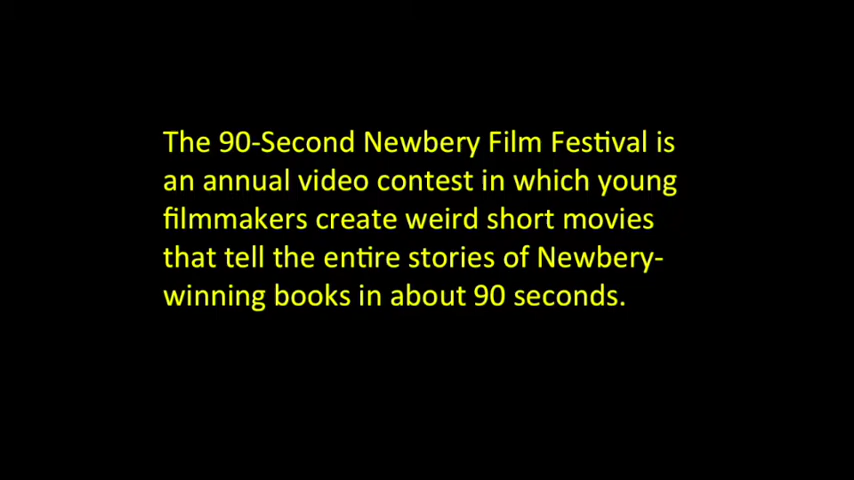 The 90-Second Newbery Film Festival is
an annual video contest in which young
filmmakers create weird short movies
that tell the entire stories of Newbery-
winning books in about 90 seconds.